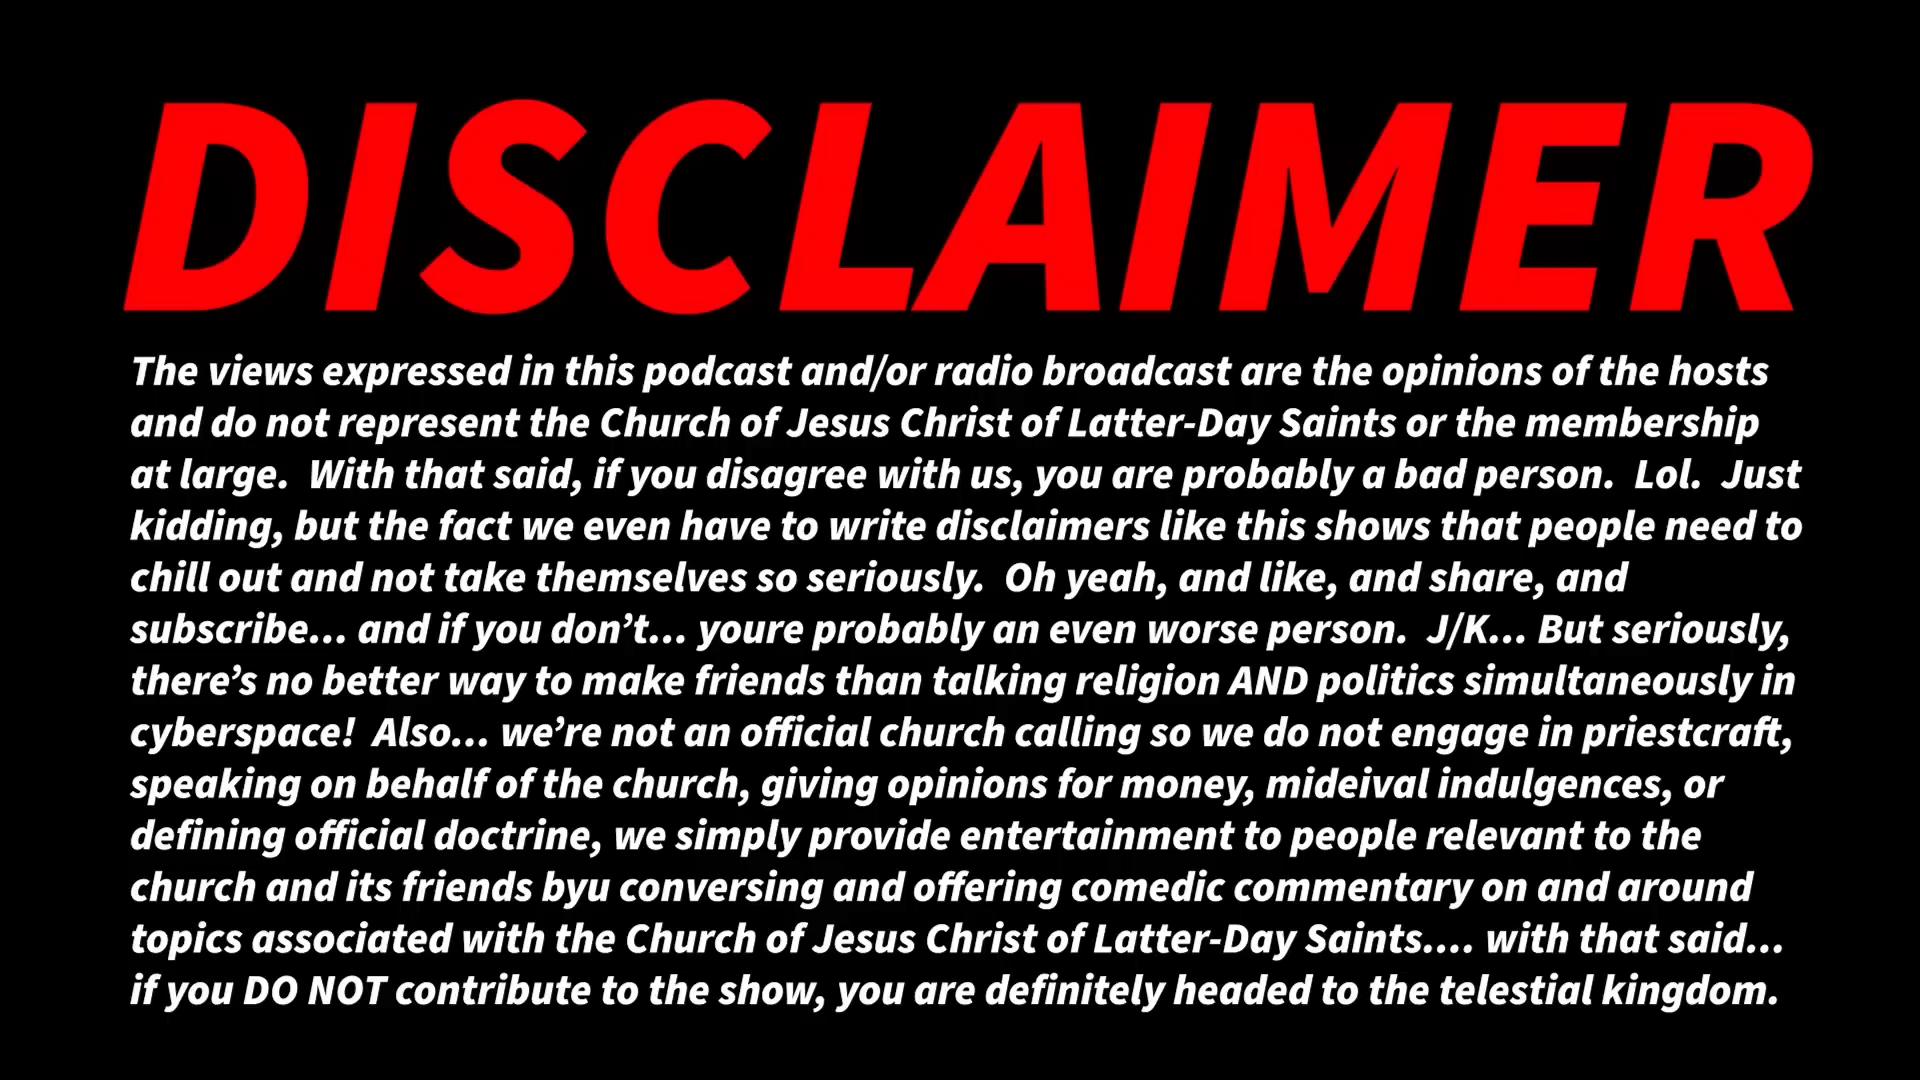 DISCLAIMER
The views expressed in this podcast and/or radio broadcast are the opinions of the hosts
and do not represent the Church of Jesus Christ of Latter-Day Saints or the membership
at large.  With that said, if you disagree with us, you are probably a bad person.  Lol.  Just
kidding, but the fact we even have to write disclaimers like this shows that people need to
chill out and not take themselves so seriously.  Oh yeah, and like, and share, and
subscribe... and if you don’t... youre probably an even worse person.  J/K... But seriously,
there’s no better way to make friends than talking religion AND politics simultaneously in
cyberspace!  Also... we’re not an official church calling so we do not engage in priestcraft,
speaking on behalf of the church, giving opinions for money, mideival indulgences, or
defining official doctrine, we simply provide entertainment to people relevant to the
church and its friends byu conversing and offering comedic commentary on and around
topics associated with the Church of Jesus Christ of Latter-Day Saints.... with that said...
if you DO NOT contribute to the show, you are definitely headed to the telestial kingdom.